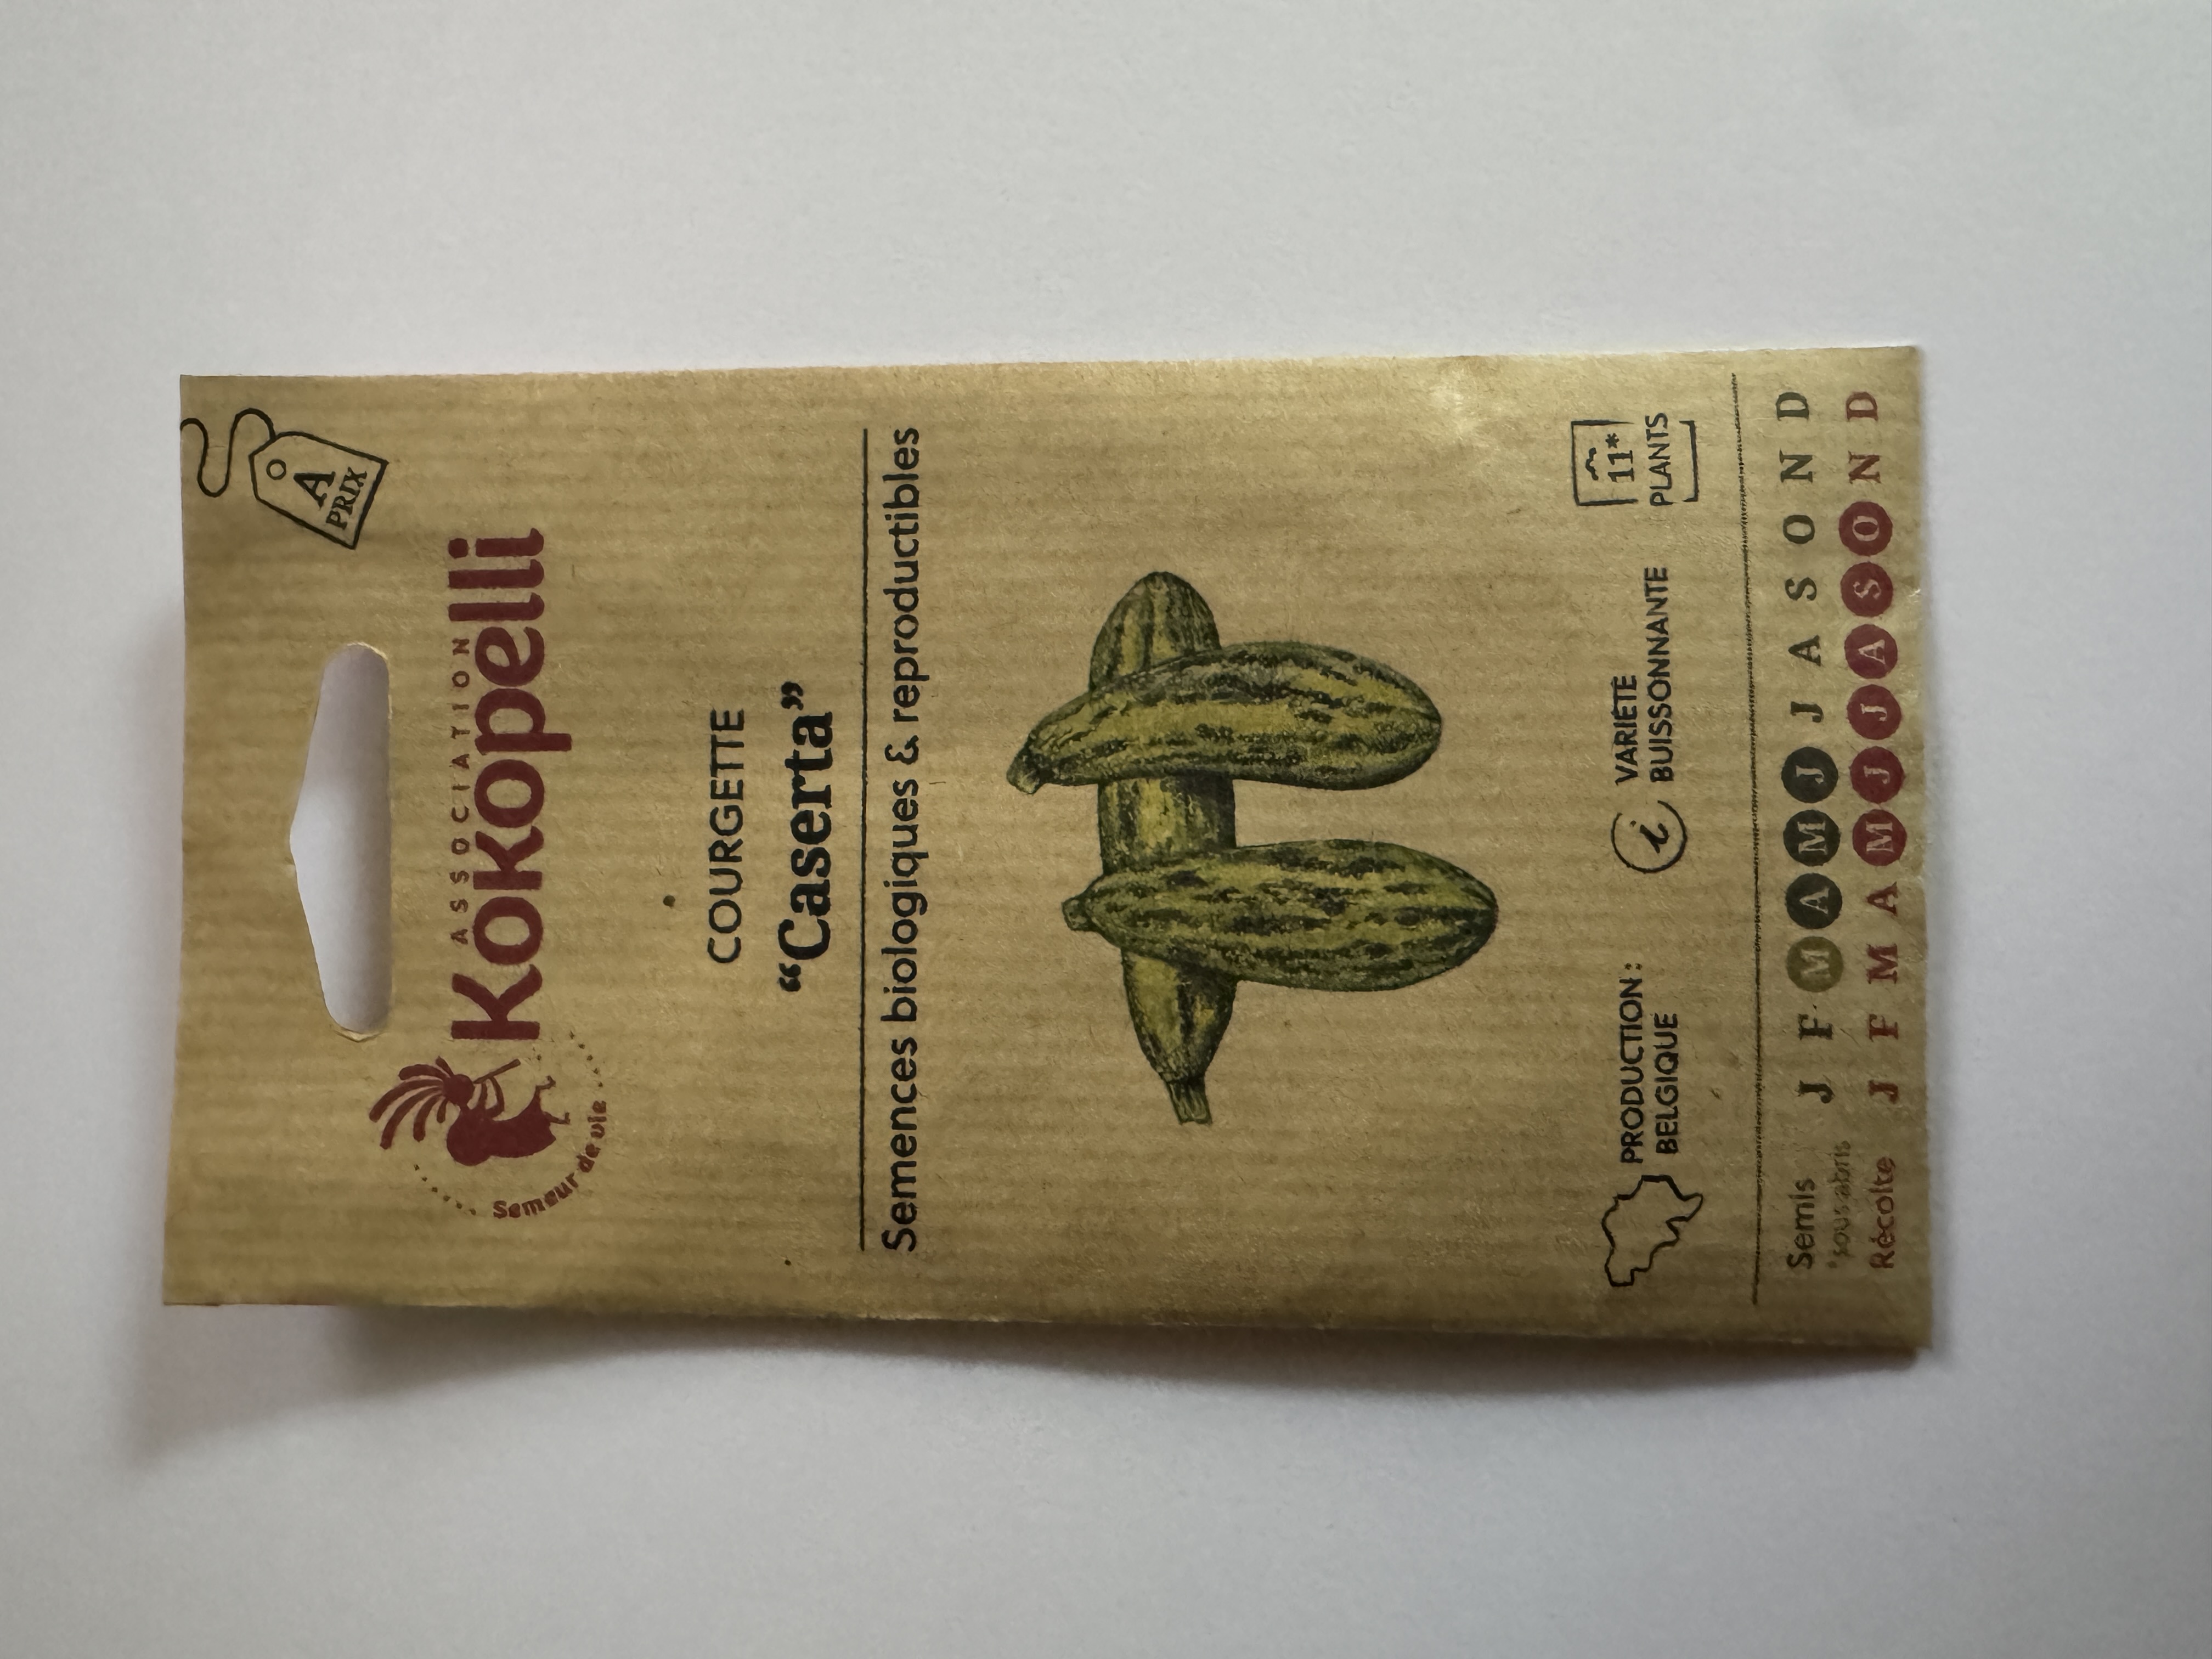 A
PRIX
ASSOCIATION
Kokopelli
Semeur de vie
COURGETTE
“Caserta”
Semences biologiques & reproductibles
PRODUCTION :
BELGIQUE
i
VARIÉTÉ
BUISSONNANTE
11*
PLANTS
Semis J F M A M J J A S O N D
*sous abris
Récolte J F M A M J J A S O N D